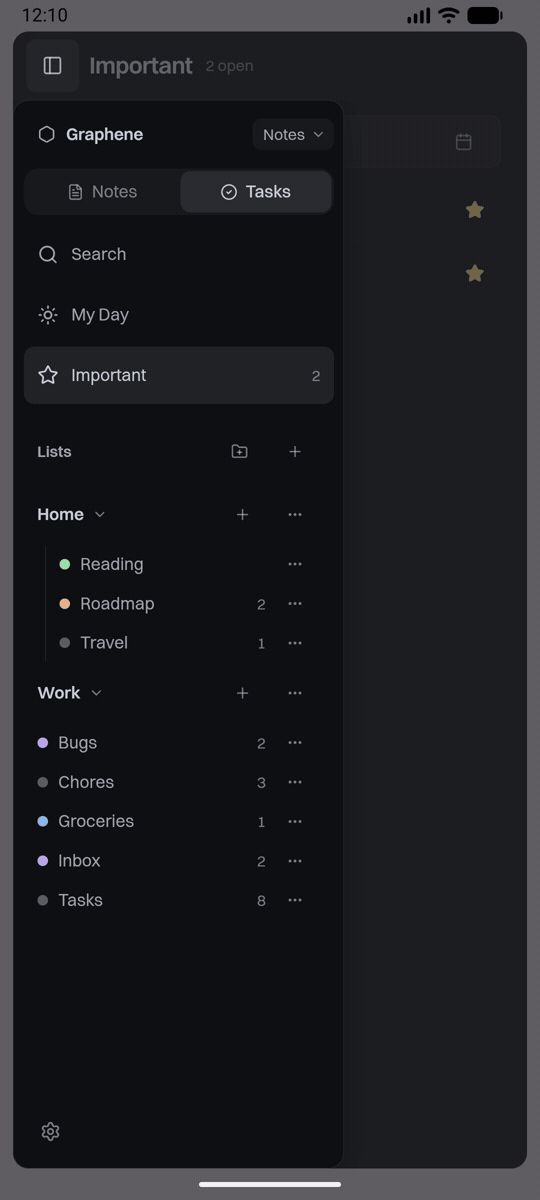 12:10
Important 2 open
Graphene Notes
Notes Tasks
Search
My Day
Important 2
Lists
Home
Reading
Roadmap 2
Travel 1
Work
Bugs 2
Chores 3
Groceries 1
Inbox 2
Tasks 8